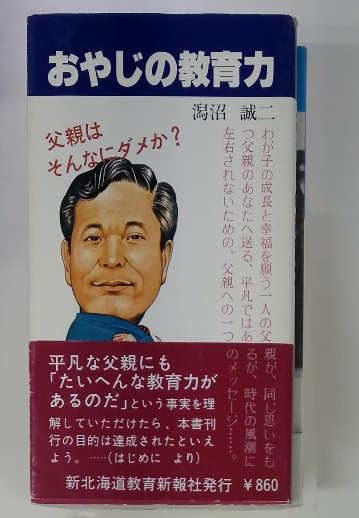 おやじの教育力
潟沼 誠二
父親は
そんなにダメか?
わが子の成長と幸福を願う一人の父親が、同じ思いをも
つ父親のあなたへ送る、平凡ではあるが、時代の風潮に
左右されないための、父親への一つのメッセージ……。
平凡な父親にも
「たいへんな教育力が
あるのだ」という事実を理
解していただけたら、本書刊
行の目的は達成されたといえ
よう。……(はじめに より)
新北海道教育新報社発行 ¥860